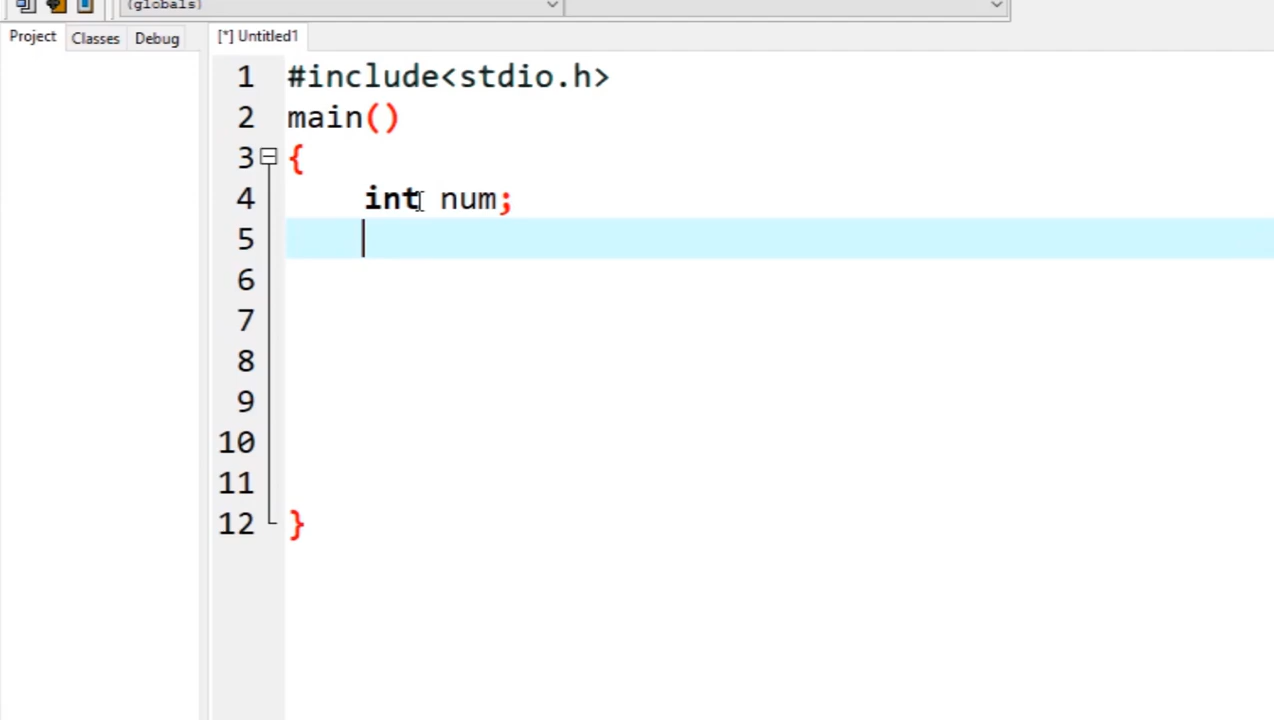 (globals)
Project Classes Debug [*] Untitled1
1 #include<stdio.h>
2 main()
3 {
4 int num;
5
6
7
8
9
10
11
12 }